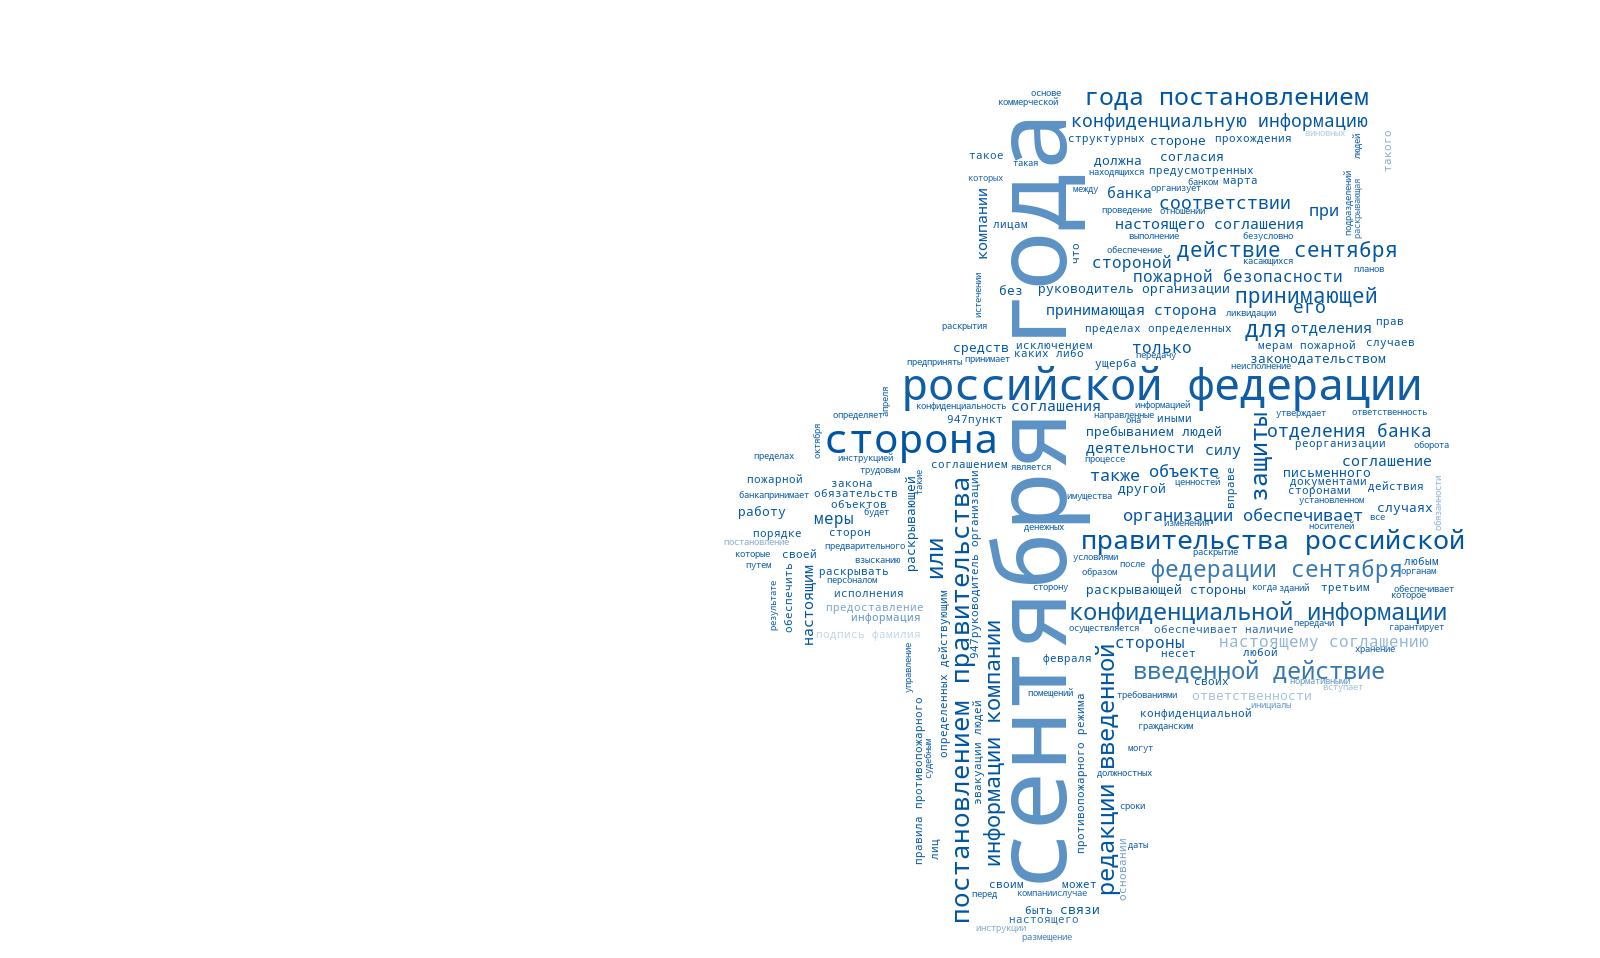 основе
коммерческой
года постановлением
конфиденциальную информацию
структурных
стороне
прохождения
виновных
людей
такого
такое
такая
должна
согласия
находящихся
предусмотренных
которых
между
банка
банком
марта
организует
компании
лицам
проведение
отношении
соответствии
при
подразделений
раскрывающая
настоящего соглашения
выполнение
безусловно
что
обеспечение
действие сентября
стороной
касающихся
планов
пожарной безопасности
истечении
без
руководитель организации
принимающей
его
принимающая сторона
ликвидации
раскрытия
пределах определенных
для
отделения
прав
средств
исключением
каких либо
только
передачу
мерам пожарной
случаев
предприняты
принимает
ущерба
законодательством
неисполнение
года
российской федерации
апреля
конфиденциальность
соглашения
информацией
определяет
947пункт
направленные
она
иными
утверждает
ответственность
октября
сторона
пребыванием людей
защиты
отделения банка
реорганизации
оборота
пределах
инструкцией
трудовым
соглашением
является
деятельности
силу
процессе
соглашение
пожарной
закона
такие
также
объекте
вправе
письменного
документами
действия
банкапринимает
обязательств
имущества
другой
ценностей
сторонами
установленном
объектов
работу
меры
будет
раскрывающей
организации обеспечивает
все
случаях
обязанности
порядке
сторон
денежных
изменения
носителей
постановление
предварительного
или
правительства российской
которые
своей
взысканию
условиями
раскрытие
путем
раскрывать
после
образом
федерации сентября
любым
органам
персоналом
результате
обеспечить
настоящим
исполнения
сторону
раскрывающей стороны
когда
зданий
третьим
обеспечивает
которое
предоставление
информация
конфиденциальной информации
подпись фамилия
осуществляется
обеспечивает наличие
передачи
гарантирует
стороны
настоящему соглашению
управление
определенных действующим
947руководитель организации
февраля
несет
любой
хранение
введенной действие
своих
нормативными
вступает
помещений
требованиями
ответственности
инициалы
конфиденциальной
гражданским
правила противопожарного
судебным
постановлением правительства
эвакуации людей
информации компании
сентября
противопожарного режима
редакции введенной
могут
должностных
сроки
лиц
даты
основании
своим
может
перед
компаниислучае
быть
связи
настоящего
инструкции
размещение